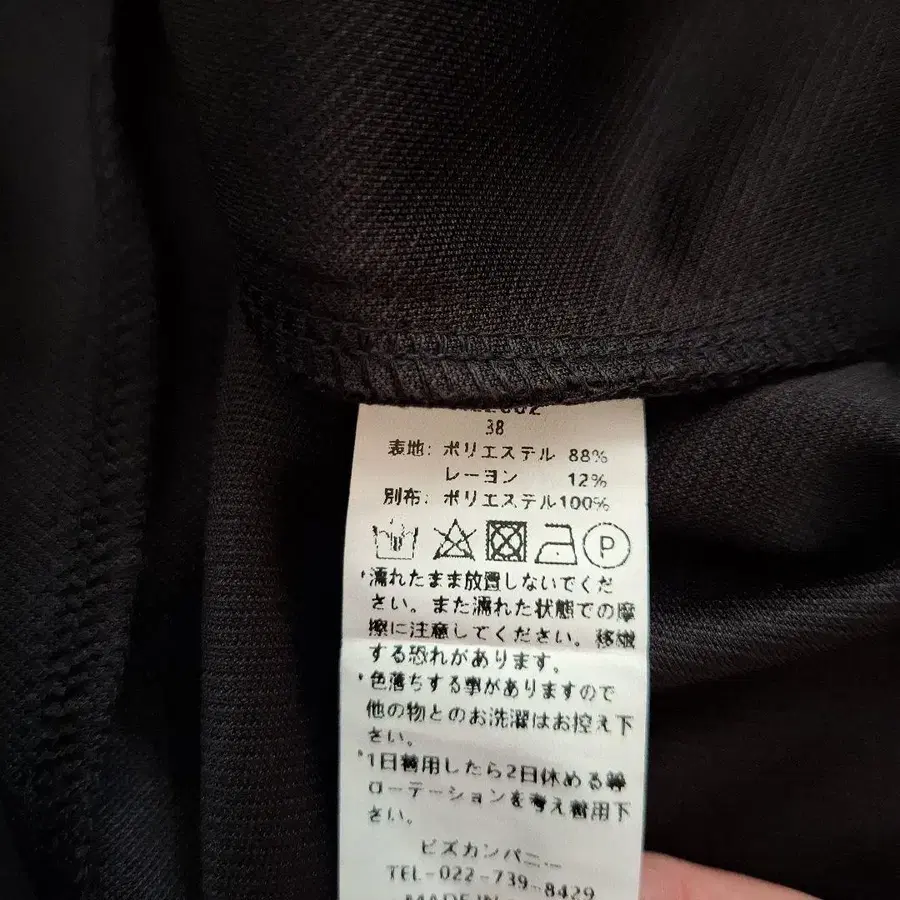 38
表地: ポリエステル 88%
レーヨン 12%
別布: ポリエステル100%
P
*濡れたまま放置しないでくだ
さい。また濡れた状態での摩
擦に注意してください。移染
する恐れがあります。
*色落ちする事がありますので
他の物とのお洗濯はお控え下
さい。
*1日着用したら2日休める等
ローテーションを考え着用下
さい。
ビズカンパニー
TEL-022-739-8429
MADE IN